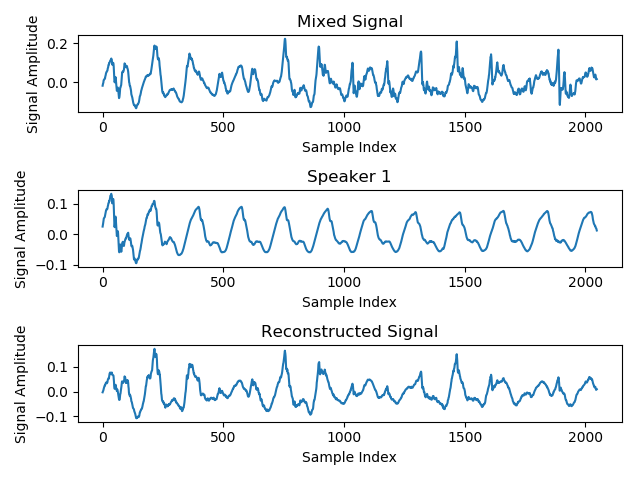 Mixed Signal
Signal Amplitude
0.2
0.0
0 500 1000 1500 2000
Sample Index
Speaker 1
Signal Amplitude
0.1
0.0
−0.1
0 500 1000 1500 2000
Sample Index
Reconstructed Signal
Signal Amplitude
0.1
0.0
−0.1
0 500 1000 1500 2000
Sample Index